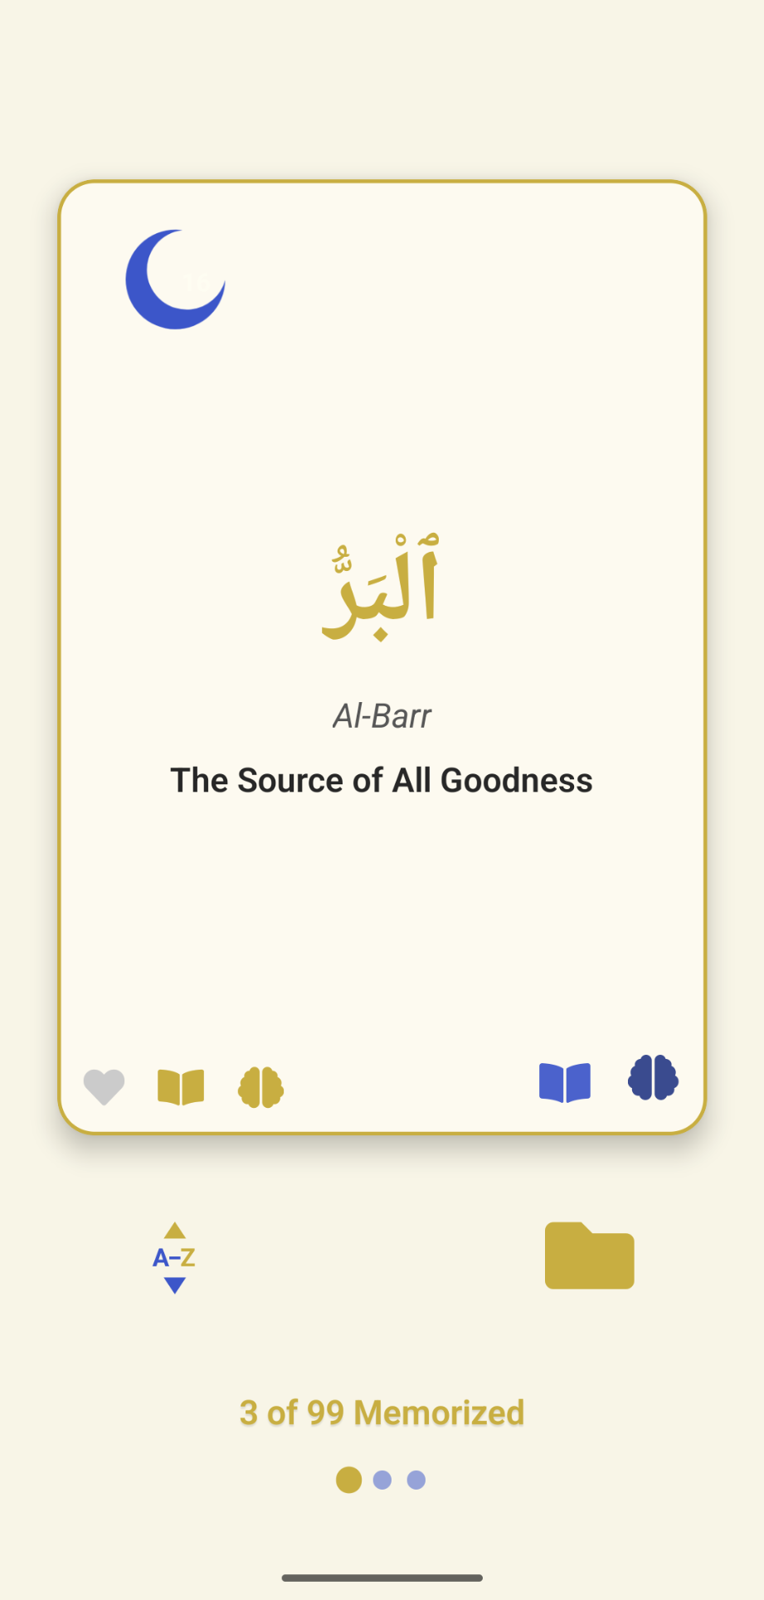 ٱلْبَرُّ
Al-Barr
The Source of All Goodness
A–Z
3 of 99 Memorized